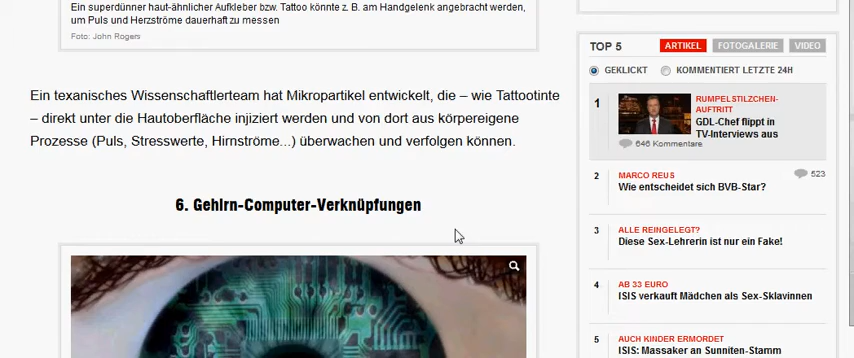 Ein superdünner haut-ähnlicher Aufkleber bzw. Tattoo könnte z. B. am Handgelenk angebracht werden,
um Puls und Herzströme dauerhaft zu messen
Foto: John Rogers
Ein texanisches Wissenschaftlerteam hat Mikropartikel entwickelt, die – wie Tattootinte
– direkt unter die Hautoberfläche injiziert werden und von dort aus körpereigene
Prozesse (Puls, Stresswerte, Hirnströme...) überwachen und verfolgen können.
6. Gehirn-Computer-Verknüpfungen
TOP 5
ARTIKEL
FOTOGALERIE
VIDEO
GEKLICKT
KOMMENTIERT LETZTE 24H
1
RUMPELSTILZCHEN-
AUFTRITT
GDL-Chef flippt in
TV-Interviews aus
646 Kommentare
2
MARCO REUS
523
Wie entscheidet sich BVB-Star?
3
ALLE REINGELEGT?
Diese Sex-Lehrerin ist nur ein Fake!
4
AB 33 EURO
ISIS verkauft Mädchen als Sex-Sklavinnen
5
AUCH KINDER ERMORDET
ISIS: Massaker an Sunniten-Stamm